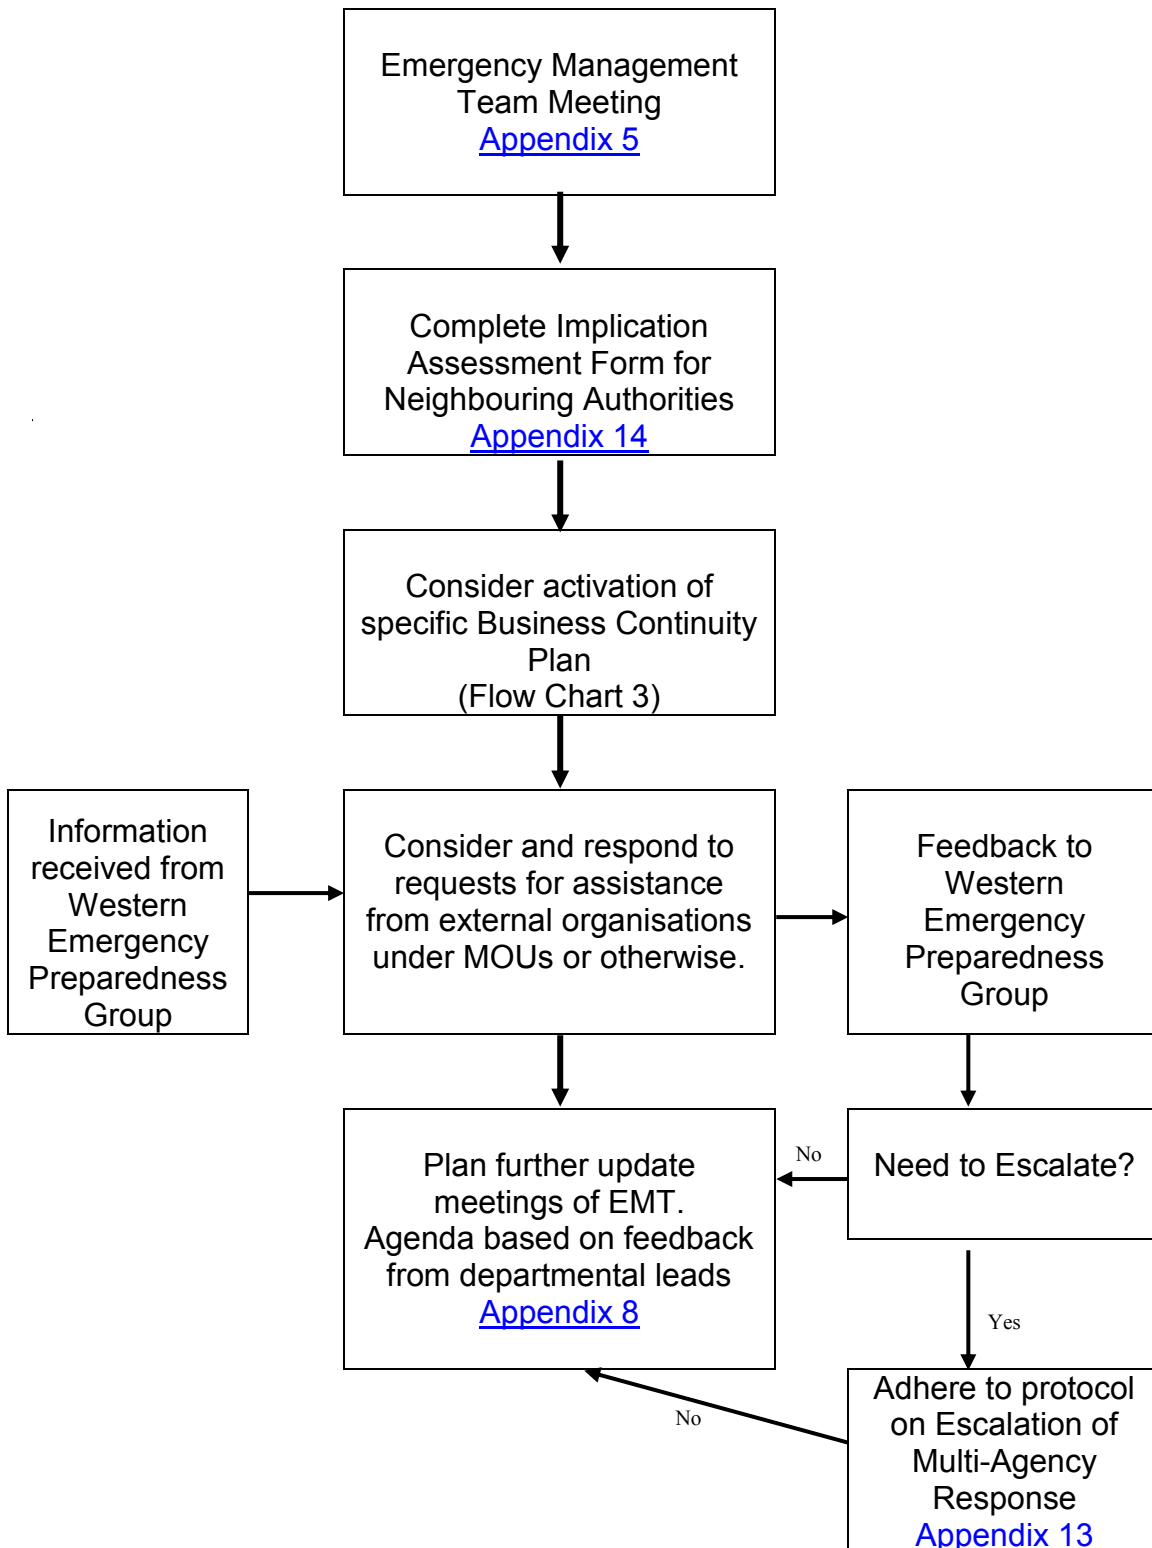 Emergency Management
Team Meeting
Appendix 5
Complete Implication
Assessment Form for
Neighbouring Authorities
Appendix 14
Consider activation of
specific Business Continuity
Plan
(Flow Chart 3)
Information
received from
Western
Emergency
Preparedness
Group
Consider and respond to
requests for assistance
from external organisations
under MOUs or otherwise.
Feedback to
Western
Emergency
Preparedness
Group
Plan further update
meetings of EMT.
Agenda based on feedback
from departmental leads
Appendix 8
No
Need to Escalate?
Yes
No
Adhere to protocol
on Escalation of
Multi-Agency
Response
Appendix 13